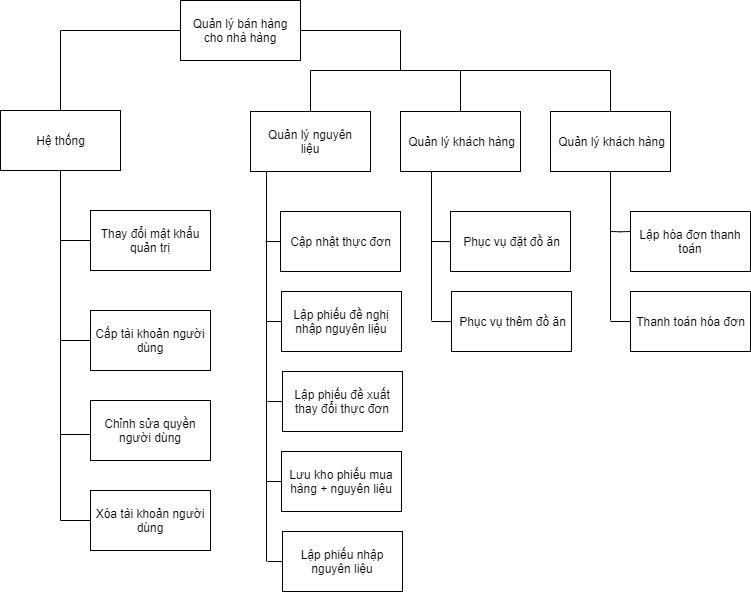 Quản lý bán hàng
cho nhà hàng
Hệ thống
Quản lý nguyên
liệu
Quản lý khách hàng
Quản lý khách hàng
Thay đổi mật khẩu
quản trị
Cập nhật thực đơn
Phục vụ đặt đồ ăn
Lập hóa đơn thanh
toán
Cấp tài khoản người
dùng
Lập phiếu đề nghị
nhập nguyên liệu
Phục vụ thêm đồ ăn
Thanh toán hóa đơn
Chỉnh sửa quyền
người dùng
Lập phiếu đề xuất
thay đổi thực đơn
Xóa tài khoản người
dùng
Lưu kho phiếu mua
hàng + nguyên liệu
Lập phiếu nhập
nguyên liệu